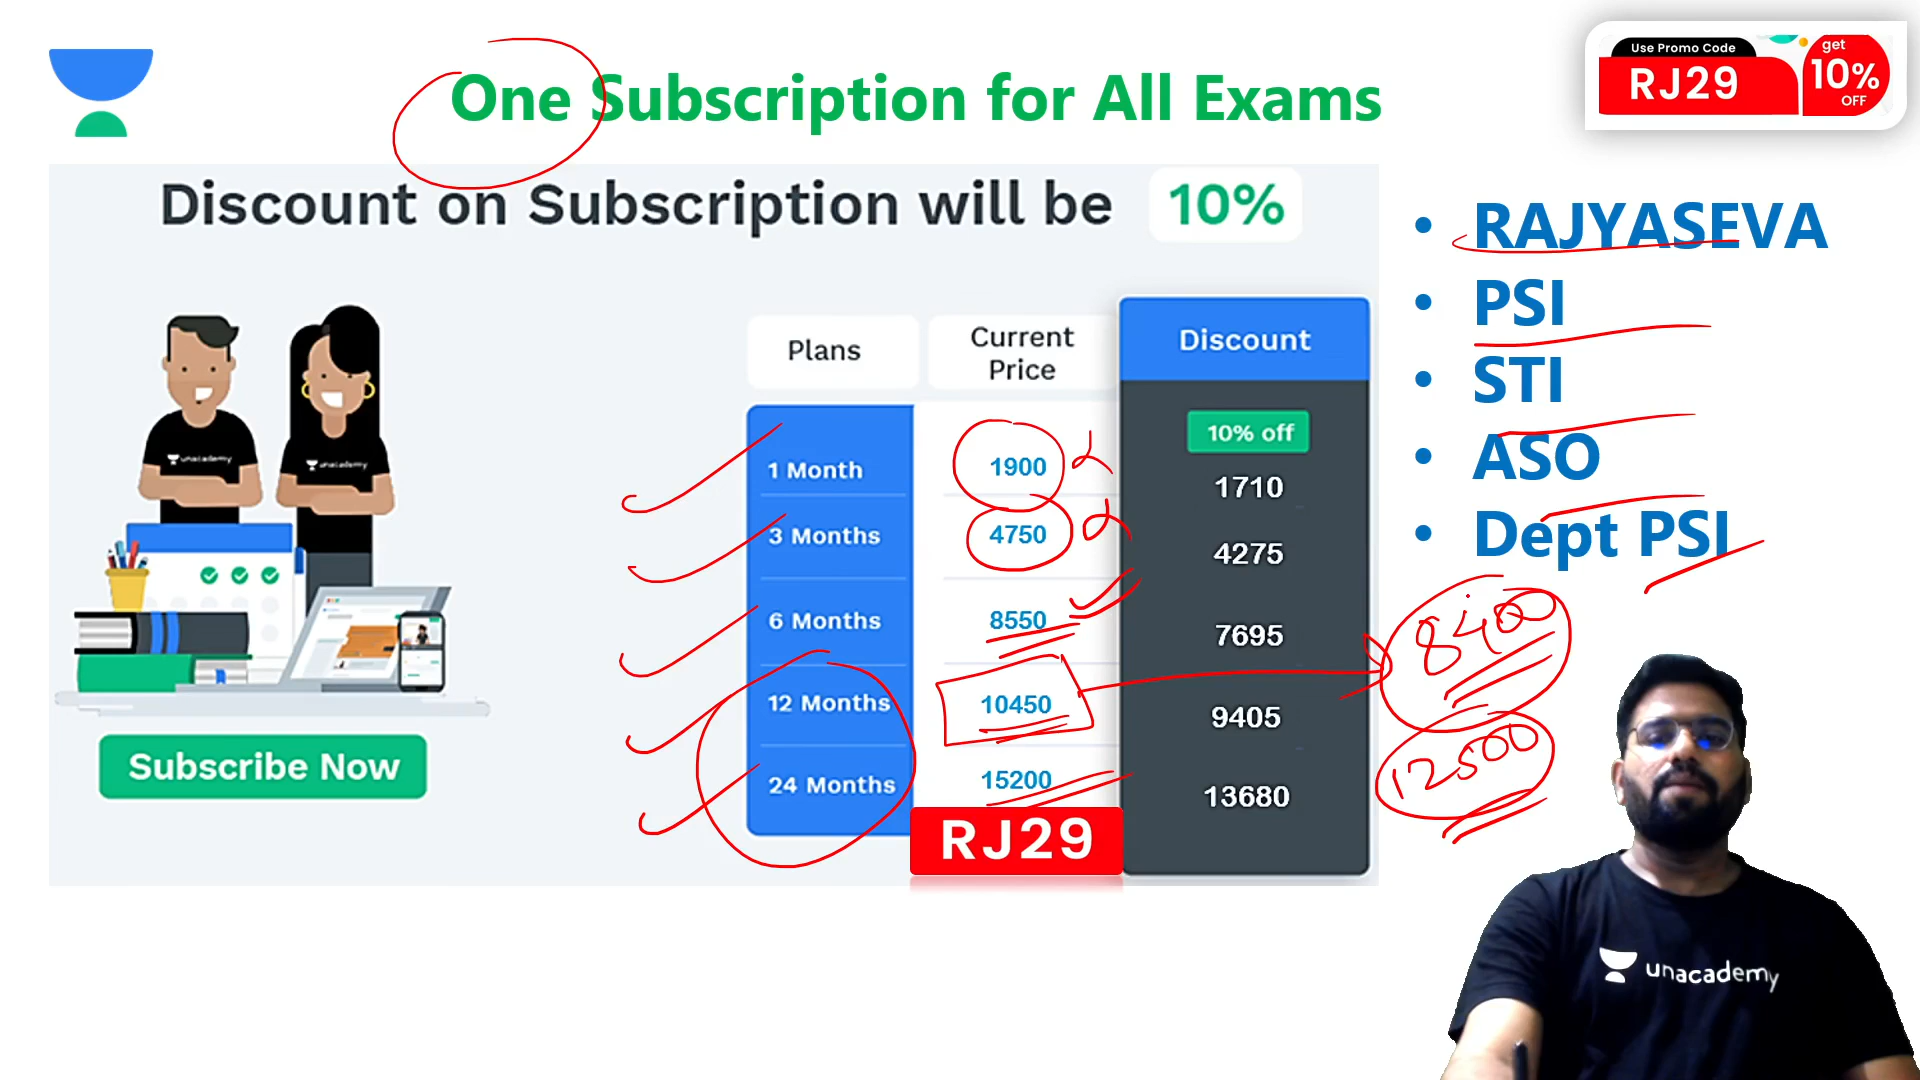 One Subscription for All Exams
Use Promo Code
RJ29
get
10%
OFF
Discount on Subscription will be 10%
Plans
Current
Price
Discount
10% off
1 Month 1900 1710
3 Months 4750 4275
6 Months 8550 7695
12 Months 10450 9405
24 Months 15200 13680
RJ29
unacademy
unacademy
Subscribe Now
• RAJYASEVA
• PSI
• STI
• ASO
• Dept PSI
8400
12500
unacademy